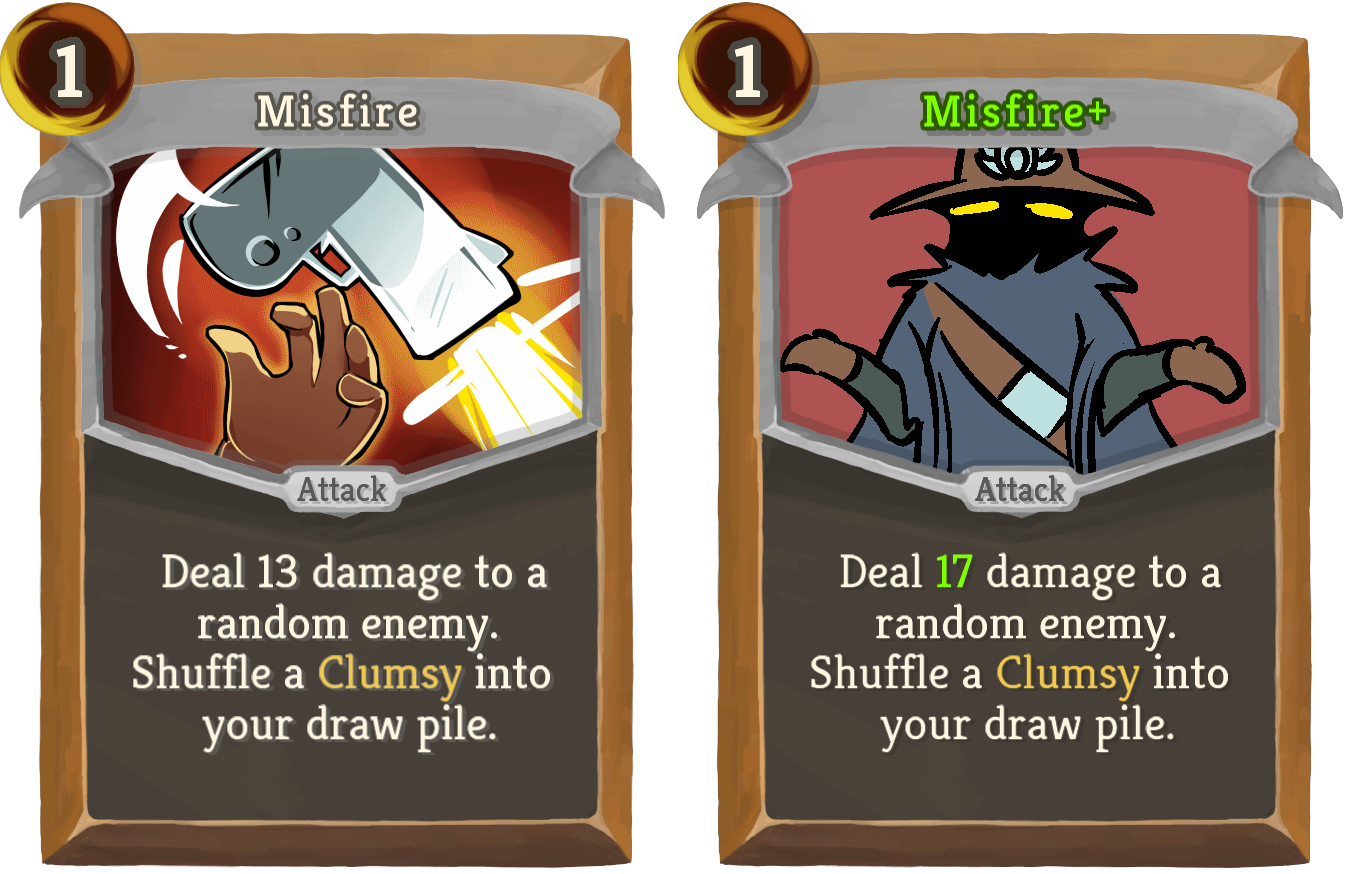 1
Misfire
Attack
Deal 13 damage to a
random enemy.
Shuffle a Clumsy into
your draw pile.
1
Misfire+
Attack
Deal 17 damage to a
random enemy.
Shuffle a Clumsy into
your draw pile.